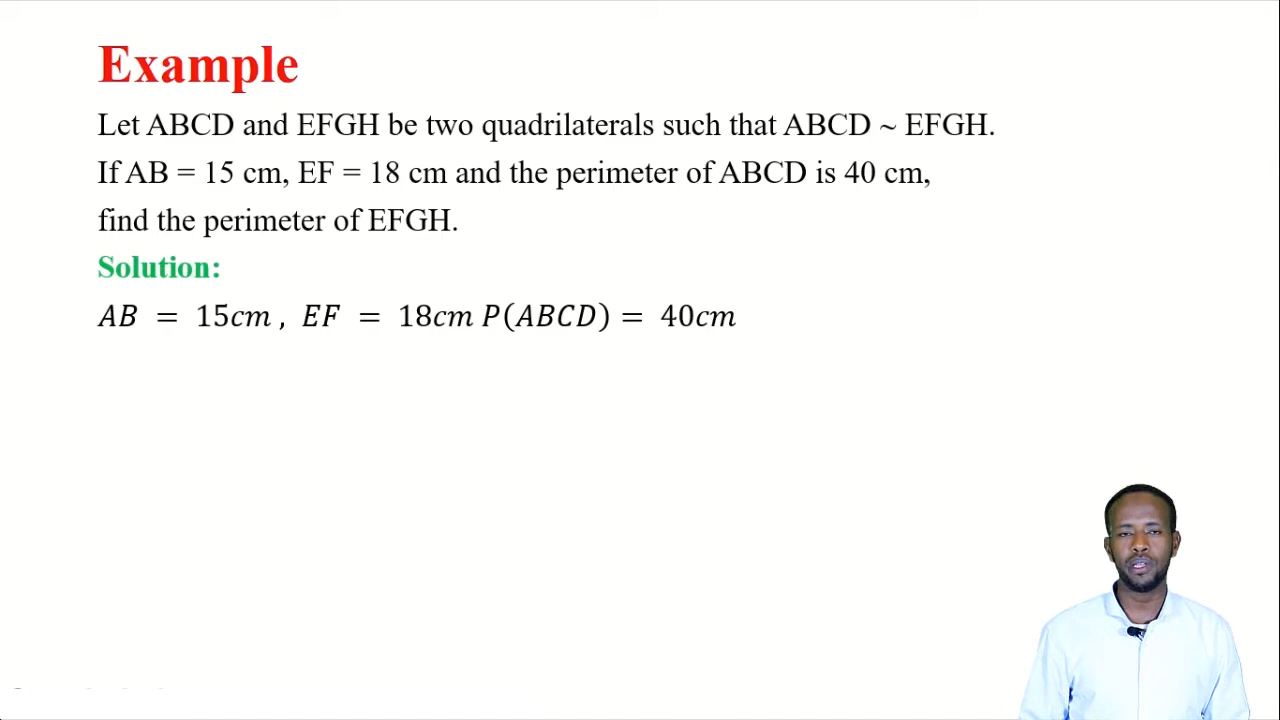 Example
Let ABCD and EFGH be two quadrilaterals such that ABCD ~ EFGH.
If AB = 15 cm, EF = 18 cm and the perimeter of ABCD is 40 cm,
find the perimeter of EFGH.
Solution:
AB = 15cm , EF = 18cm P(ABCD) = 40cm